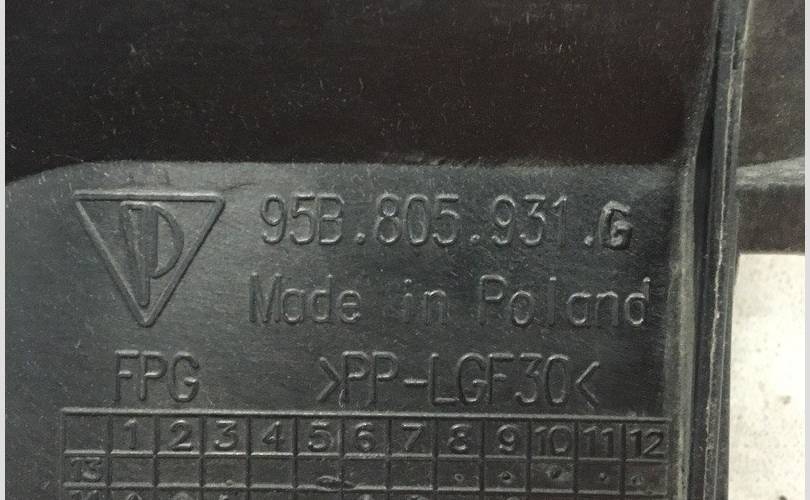 95B.805.931.G
Made in Poland
FPG >PP-LGF30<
1 2 3 4 5 6 7 8 9 10 11 12
13